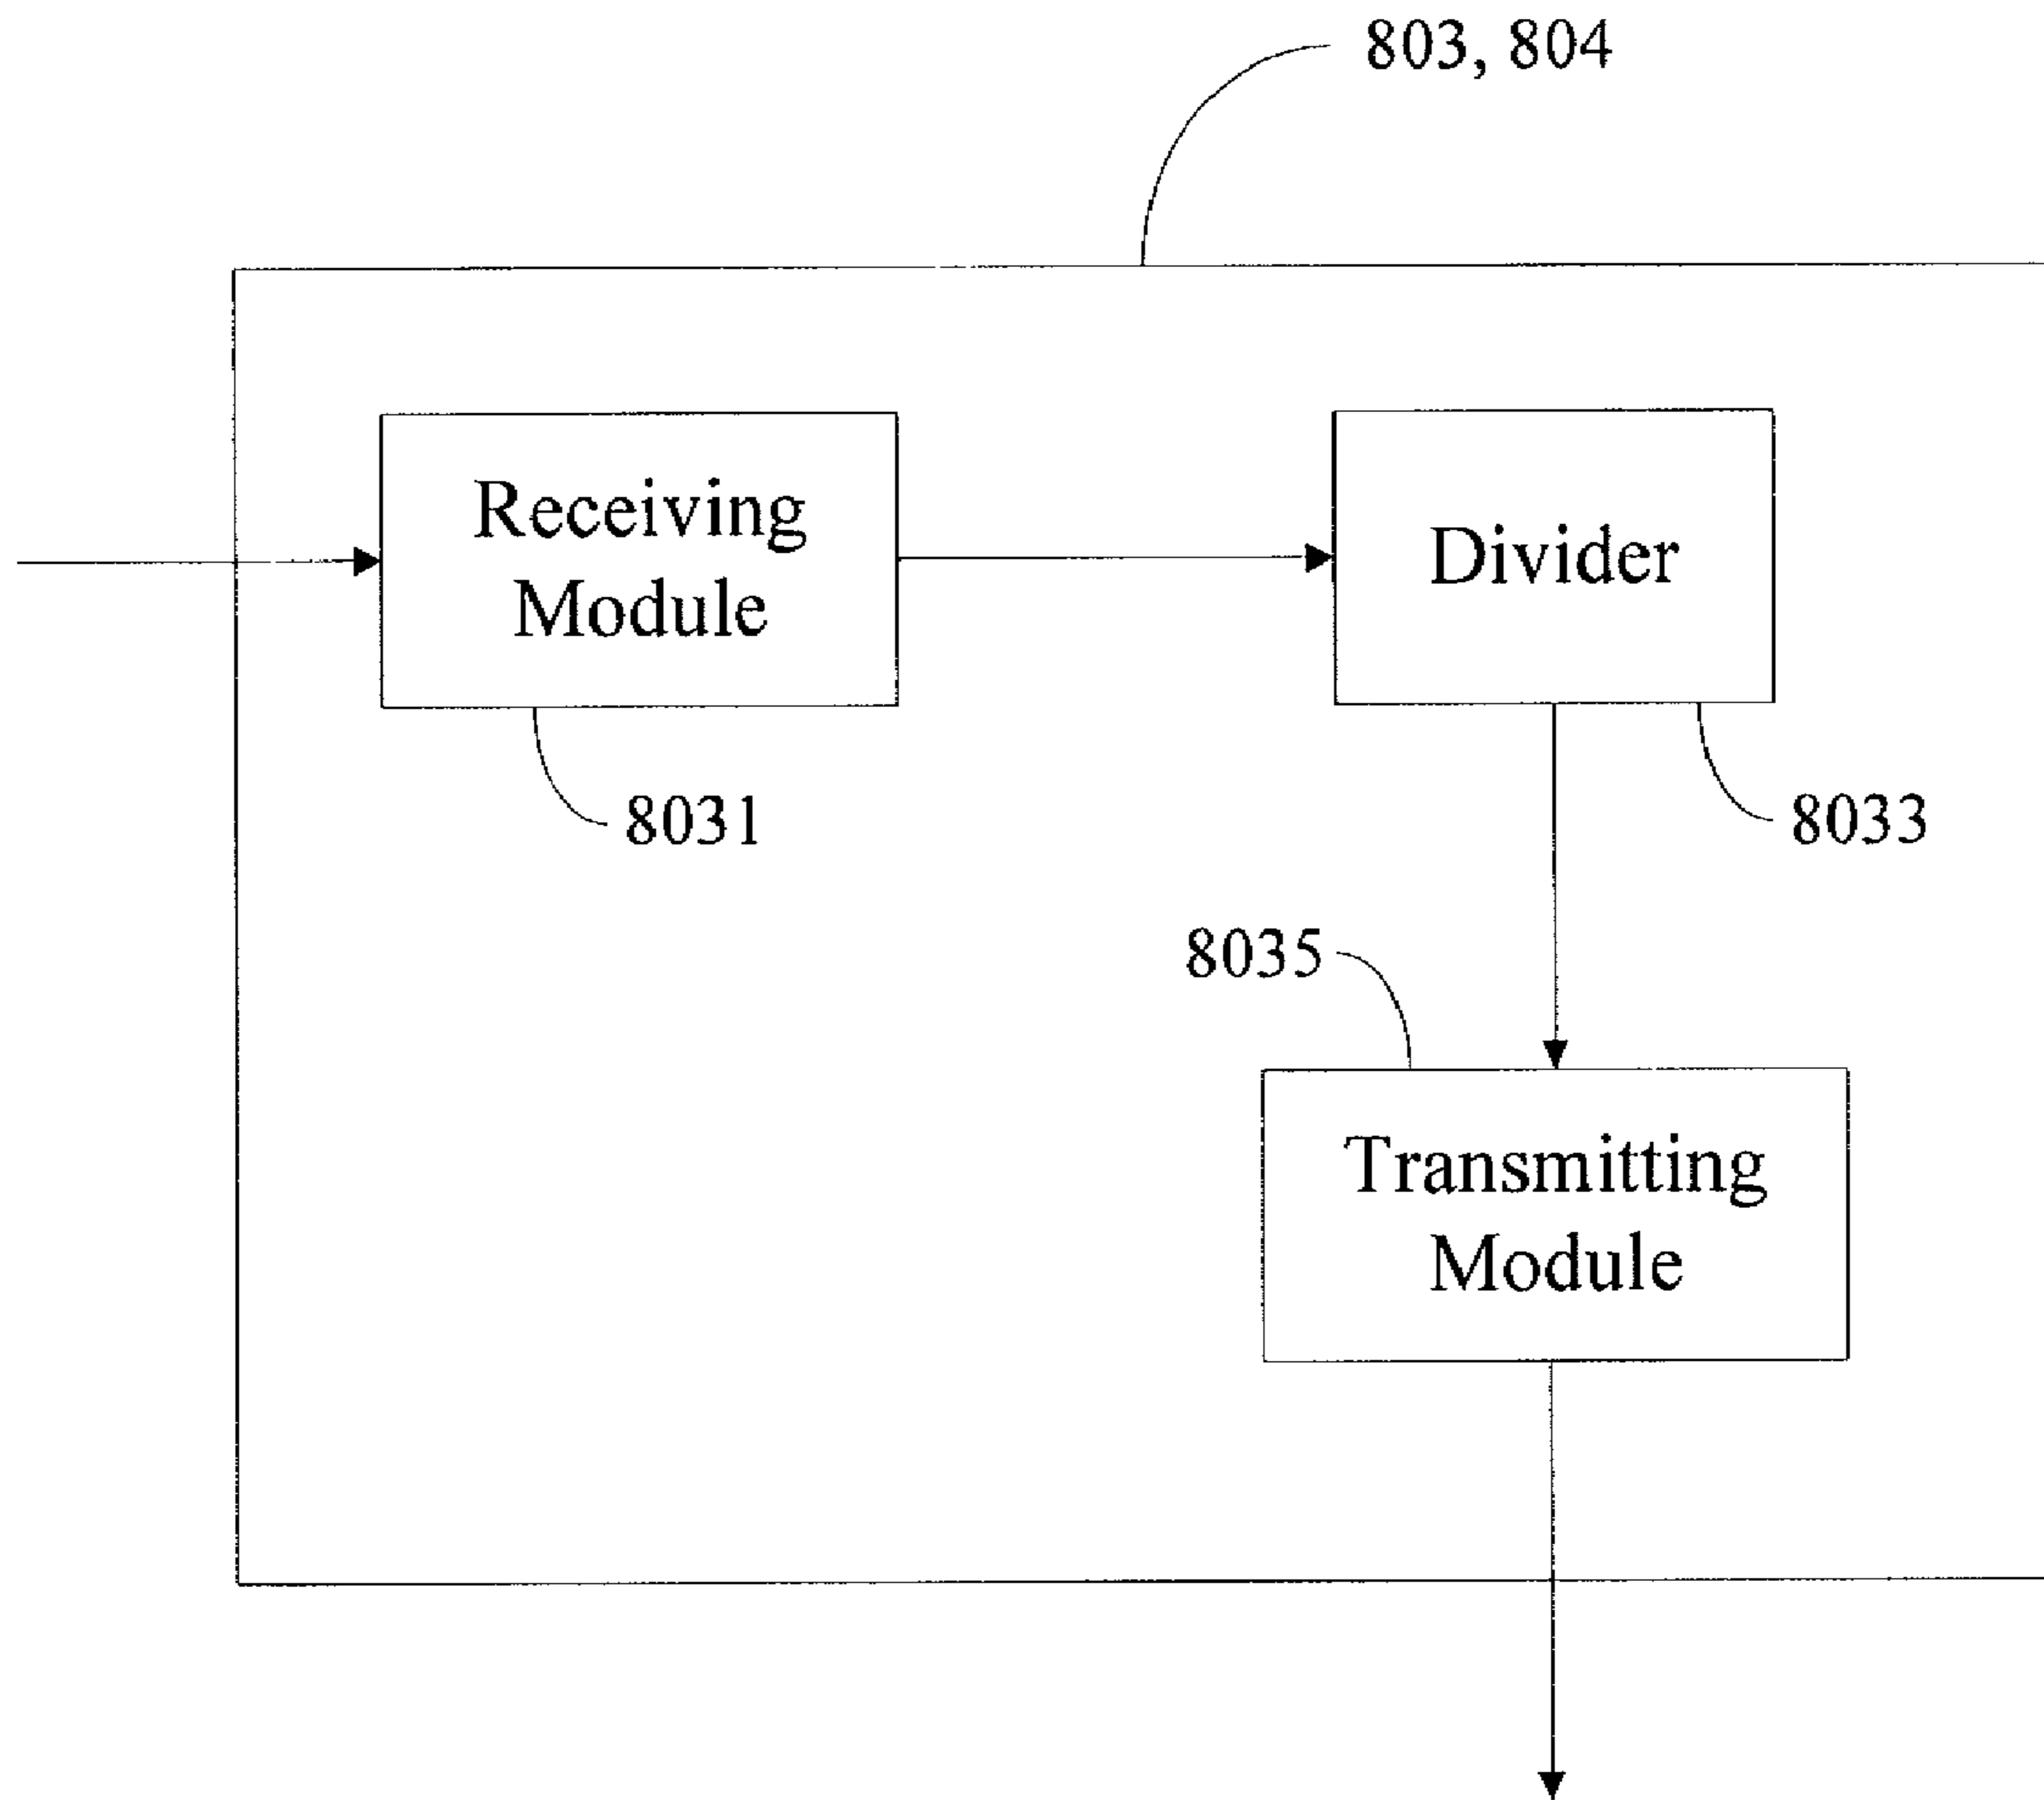 803, 804
Receiving
Module
Divider
8031
8033
8035
Transmitting
Module